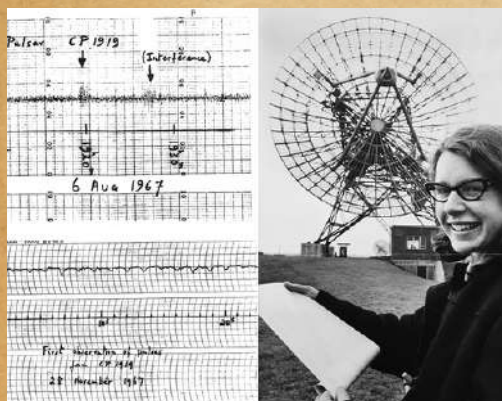 Pulsar CP 1919
(Interference)
6 Aug 1967
First observation of pulses
from CP 1919
28 November 1967